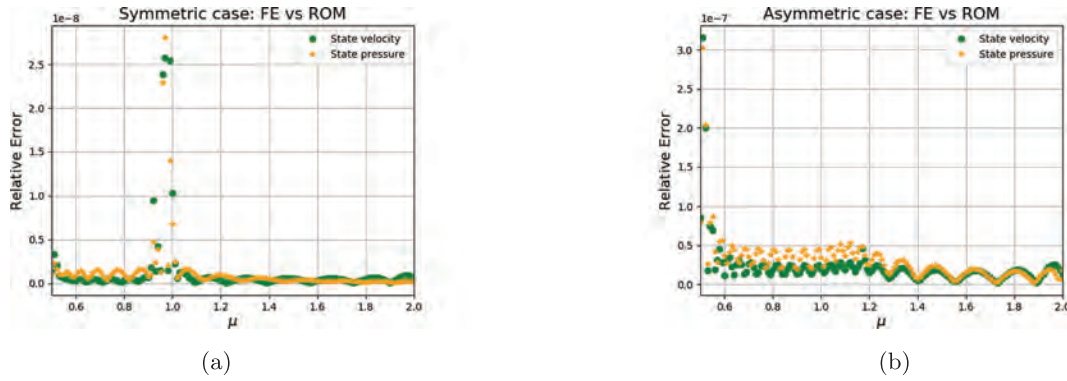 Symmetric case: FE vs ROM
1e−8
State velocity
State pressure
Relative Error
2.5
2.0
1.5
1.0
0.5
0.0
0.6 0.8 1.0 1.2 1.4 1.6 1.8 2.0
μ
(a)
Asymmetric case: FE vs ROM
1e−7
State velocity
State pressure
Relative Error
3.0
2.5
2.0
1.5
1.0
0.5
0.0
0.6 0.8 1.0 1.2 1.4 1.6 1.8 2.0
μ
(b)